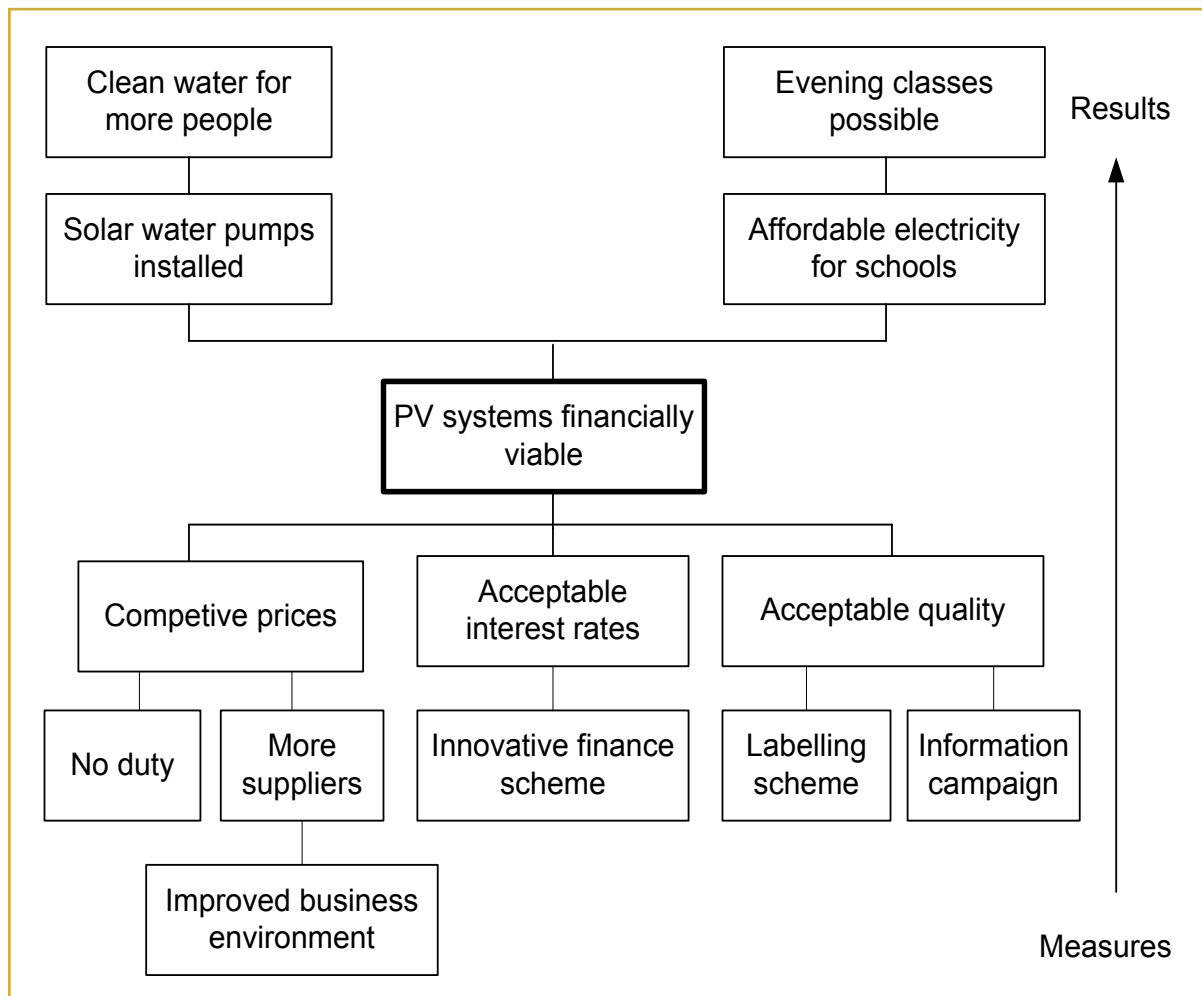 Clean water for
more people
Evening classes
possible
Results
Solar water pumps
installed
Affordable electricity
for schools
PV systems financially
viable
Competive prices
Acceptable
interest rates
Acceptable quality
No duty
More
suppliers
Innovative finance
scheme
Labelling
scheme
Information
campaign
Improved business
environment
Measures